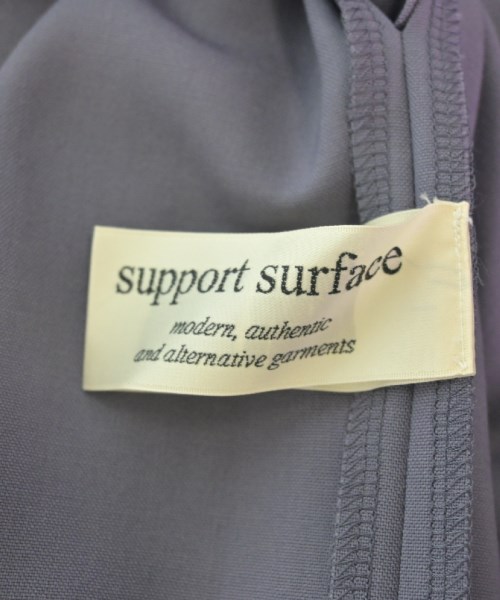 support surface
modern, authentic
and alternative garments